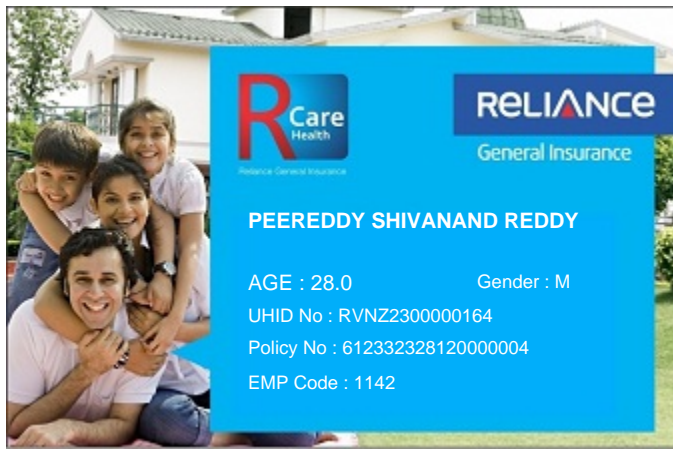 R Care
Health
Reliance General Insurance
RELIANCE
General Insurance
PEEREDDY SHIVANAND REDDY
AGE : 28.0 Gender : M
UHID No : RVNZ2300000164
Policy No : 612332328120000004
EMP Code : 1142